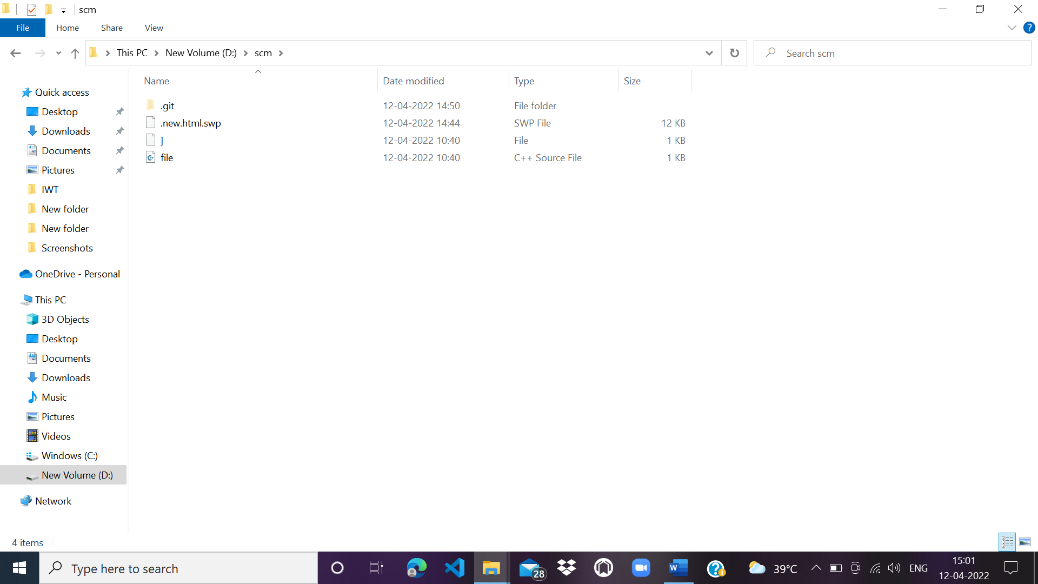 scm
File Home Share View
This PC New Volume (D:) scm
Search scm
Name Date modified Type Size
.git 12-04-2022 14:50 File folder
.new.html.swp 12-04-2022 14:44 SWP File 12 KB
] 12-04-2022 10:40 File 1 KB
file 12-04-2022 10:40 C++ Source File 1 KB
Quick access
Desktop
Downloads
Documents
Pictures
IWT
New folder
New folder
Screenshots
OneDrive - Personal
This PC
3D Objects
Desktop
Documents
Downloads
Music
Pictures
Videos
Windows (C:)
New Volume (D:)
Network
4 items
Type here to search
28
39°C
ENG
15:01
12-04-2022